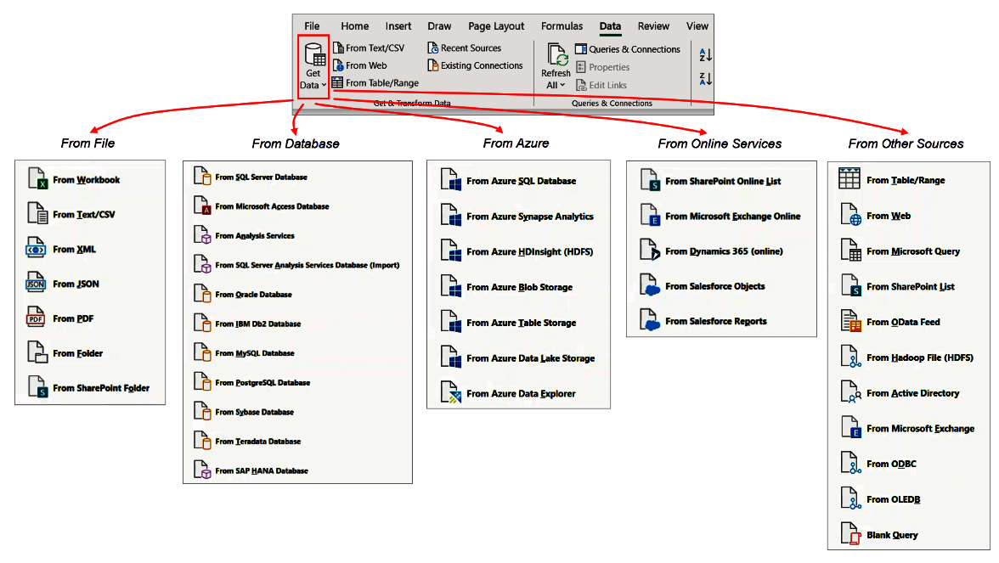 File Home Insert Draw Page Layout Formulas Data Review View
Get Data
From Text/CSV
From Web
From Table/Range
Recent Sources
Existing Connections
Get & Transform Data
Refresh All
Queries & Connections
Properties
Edit Links
Queries & Connections
A Z
Z A
From File
From Workbook
X
From Text/CSV
From XML
From JSON
JSON
From PDF
PDF
From Folder
From SharePoint Folder
S
From Database
From SQL Server Database
From Microsoft Access Database
A
From Analysis Services
From SQL Server Analysis Services Database (Import)
From Oracle Database
From IBM Db2 Database
From MySQL Database
From PostgreSQL Database
From Sybase Database
From Teradata Database
From SAP HANA Database
From Azure
From Azure SQL Database
From Azure Synapse Analytics
From Azure HDInsight (HDFS)
From Azure Blob Storage
From Azure Table Storage
From Azure Data Lake Storage
From Azure Data Explorer
From Online Services
From SharePoint Online List
S
From Microsoft Exchange Online
E
From Dynamics 365 (online)
From Salesforce Objects
From Salesforce Reports
From Other Sources
From Table/Range
From Web
From Microsoft Query
From SharePoint List
S
From OData Feed
From Hadoop File (HDFS)
From Active Directory
From Microsoft Exchange
E
From ODBC
From OLEDB
Blank Query